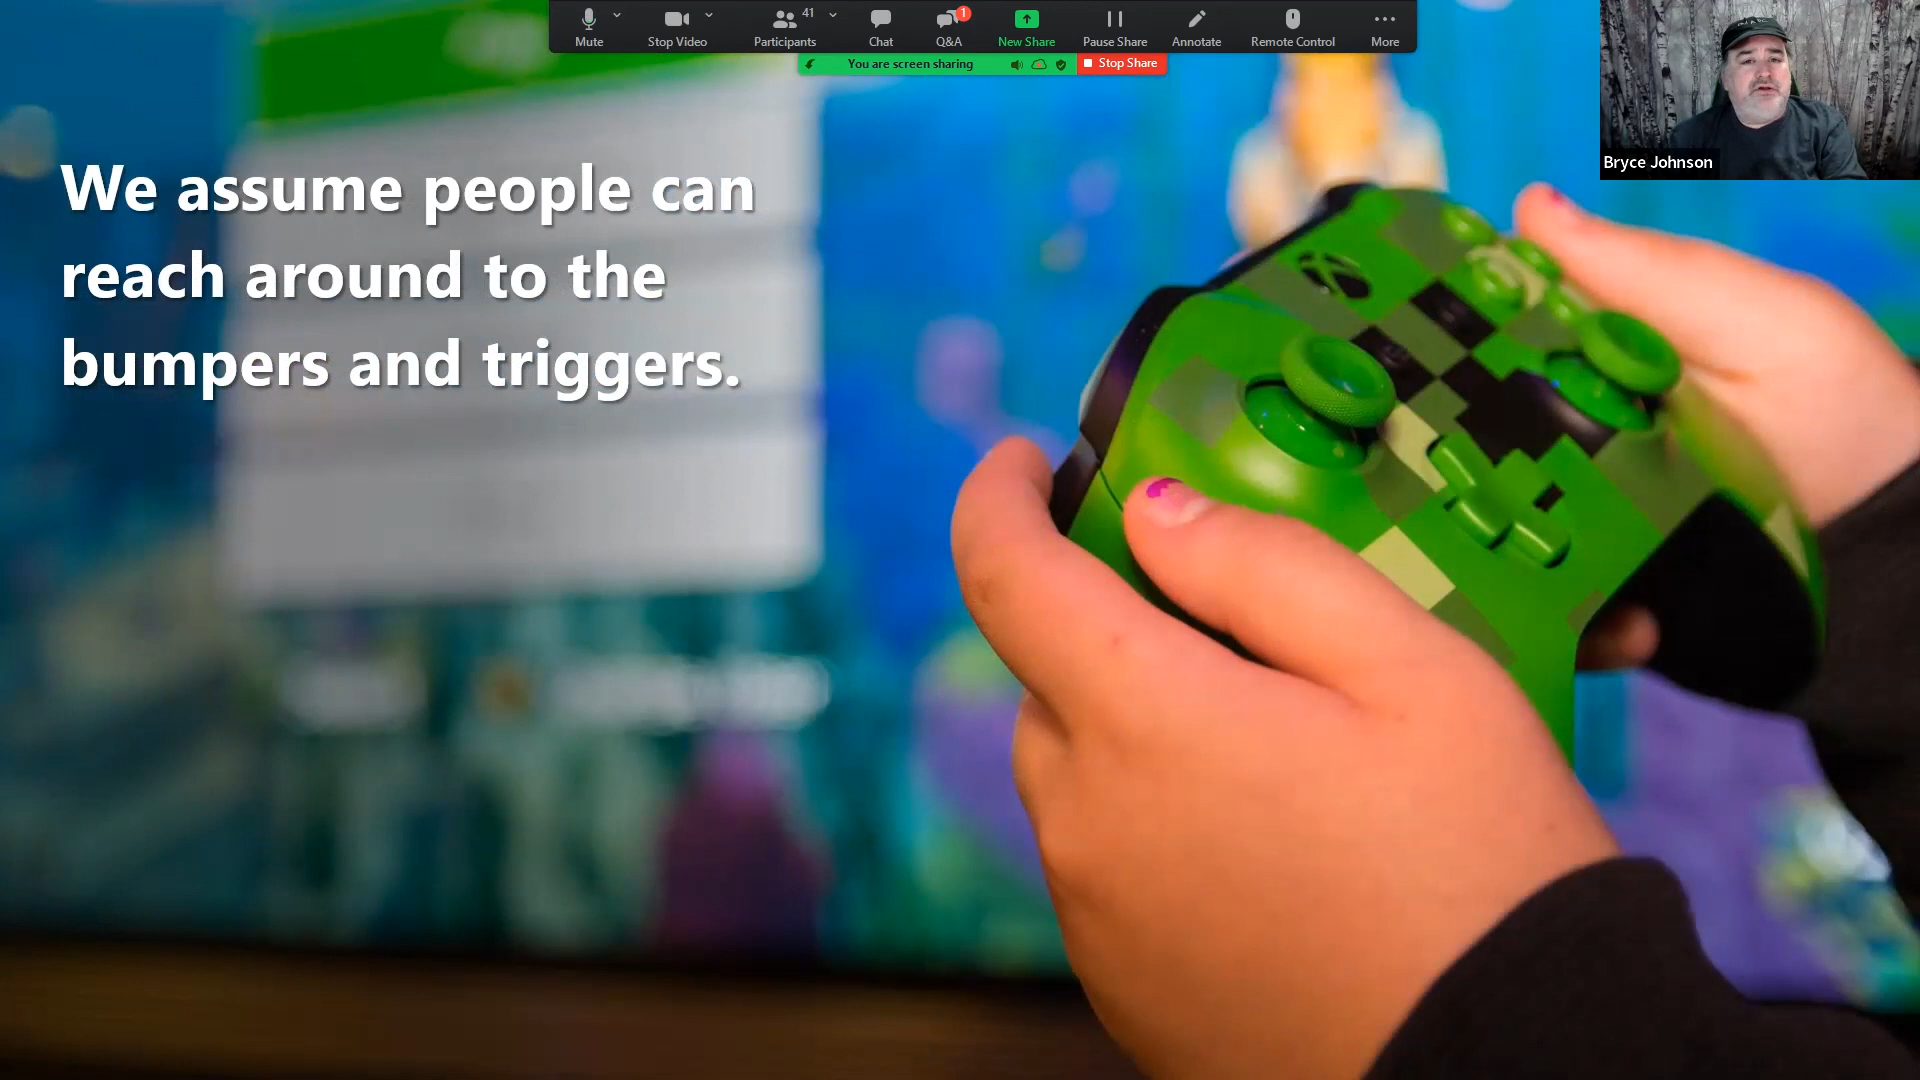 41
1
Mute
Stop Video
Participants
Chat
Q&A
New Share
Pause Share
Annotate
Remote Control
More
You are screen sharing
Stop Share
Bryce Johnson
We assume people can
reach around to the
bumpers and triggers.